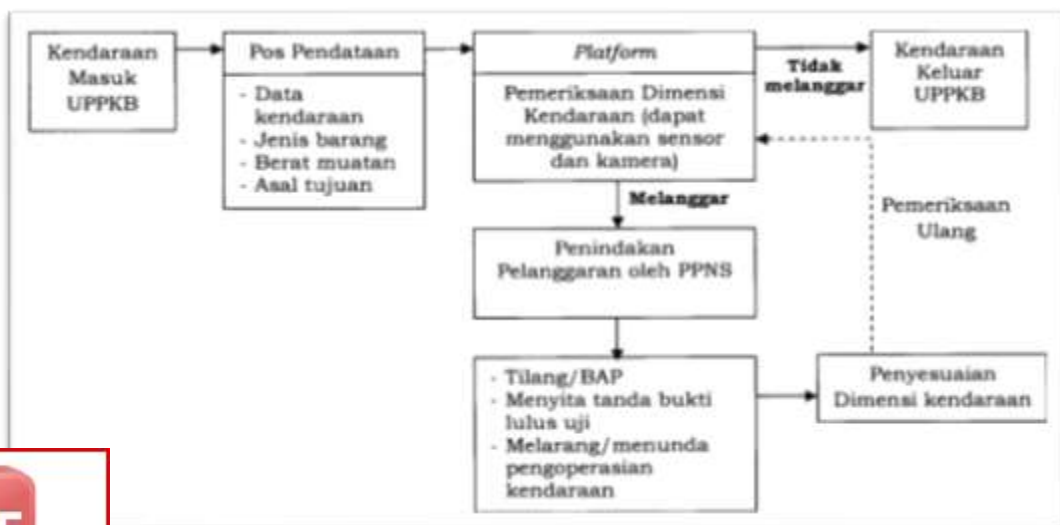 Kendaraan
Masuk
UPPKB
Pos Pendataan
- Data
kendaraan
- Jenis barang
- Berat muatan
- Asal tujuan
Platform
Pemeriksaan Dimensi
Kendaraan (dapat
menggunakan sensor
dan kamera)
Tidak
melanggar
Kendaraan
Keluar
UPPKB
Melanggar
Pemeriksaan
Ulang
Penindakan
Pelanggaran oleh PPNS
- Tilang/BAP
- Menyita tanda bukti
lulus uji
- Melarang/menunda
pengoperasian
kendaraan
Penyesuaian
Dimensi kendaraan